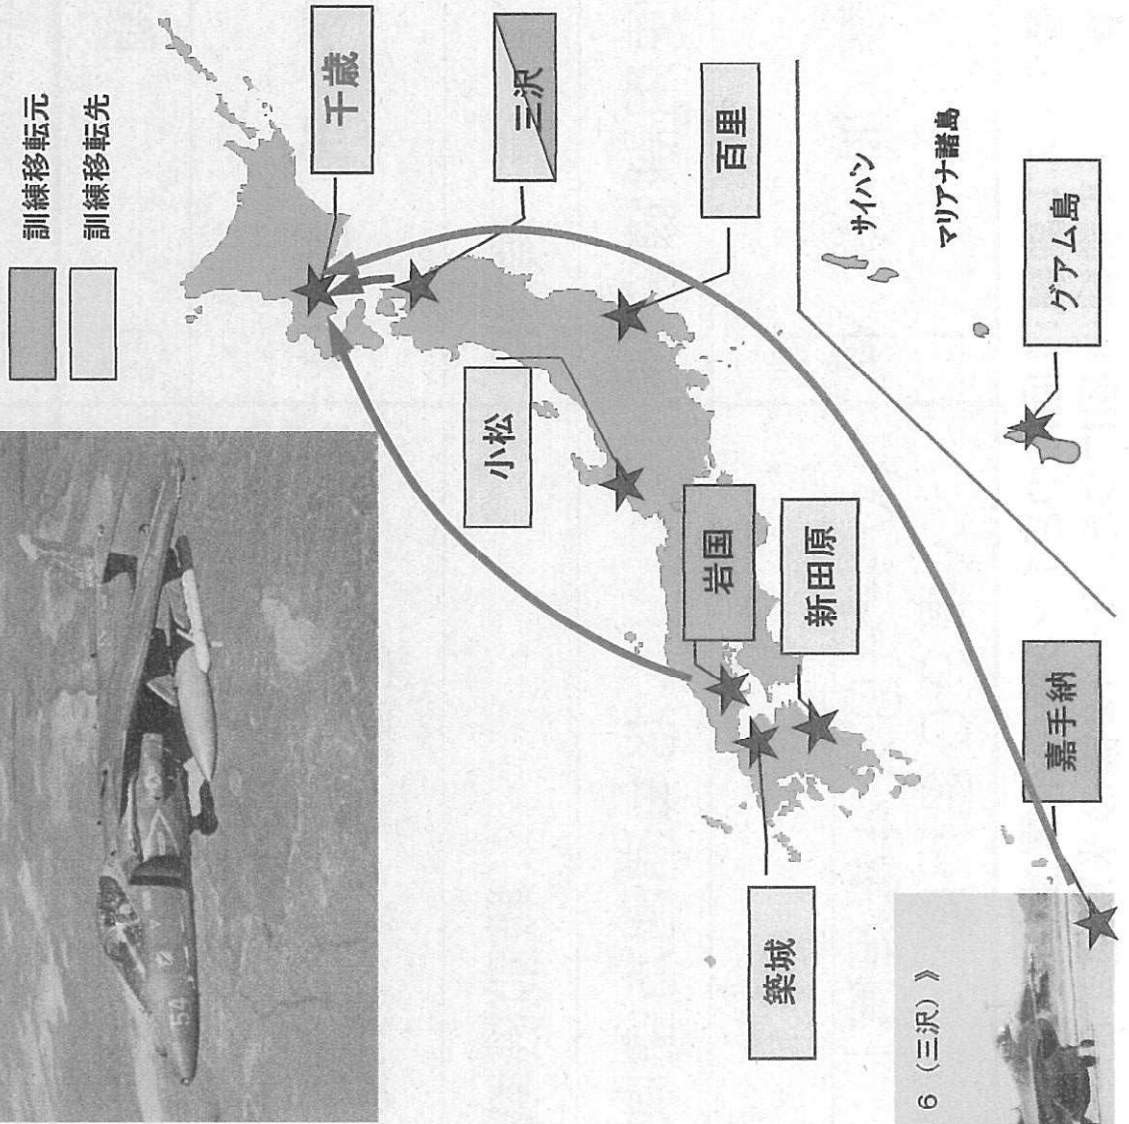 訓練移転元
訓練移転先
千歳
三沢
百里
小松
岩国
新田原
築城
嘉手納
サイパン
マリアナ諸島
グアム島
6 (三沢) 》
54